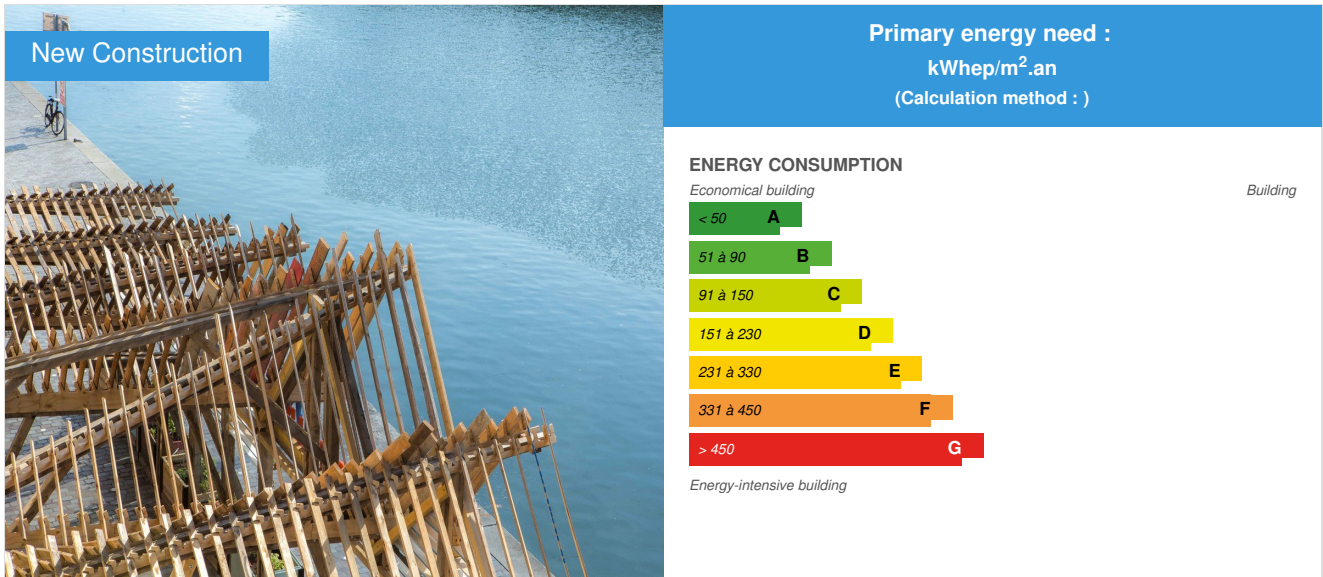 New Construction
Primary energy need :
kWhep/m².an
(Calculation method : )
ENERGY CONSUMPTION
Economical building
Building
< 50 A
51 à 90 B
91 à 150 C
151 à 230 D
231 à 330 E
331 à 450 F
> 450 G
Energy-intensive building